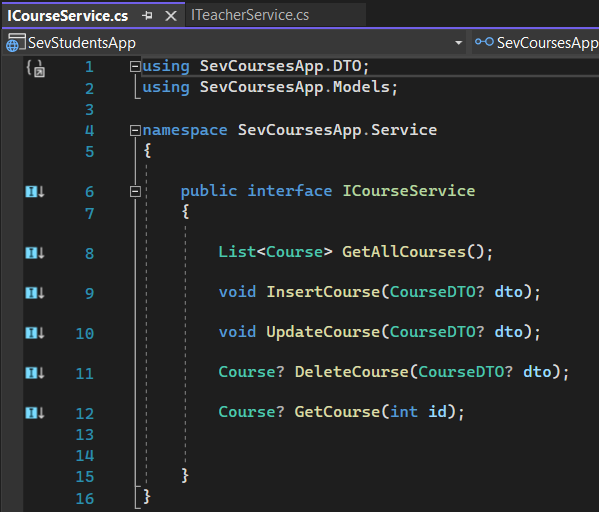 ICourseService.cs ITeacherService.cs
SevStudentsApp SevCoursesApp
1 using SevCoursesApp.DTO;
2 using SevCoursesApp.Models;
3
4 namespace SevCoursesApp.Service
5 {
6 public interface ICourseService
7 {
8 List<Course> GetAllCourses();
9 void InsertCourse(CourseDTO? dto);
10 void UpdateCourse(CourseDTO? dto);
11 Course? DeleteCourse(CourseDTO? dto);
12 Course? GetCourse(int id);
13
14
15 }
16 }